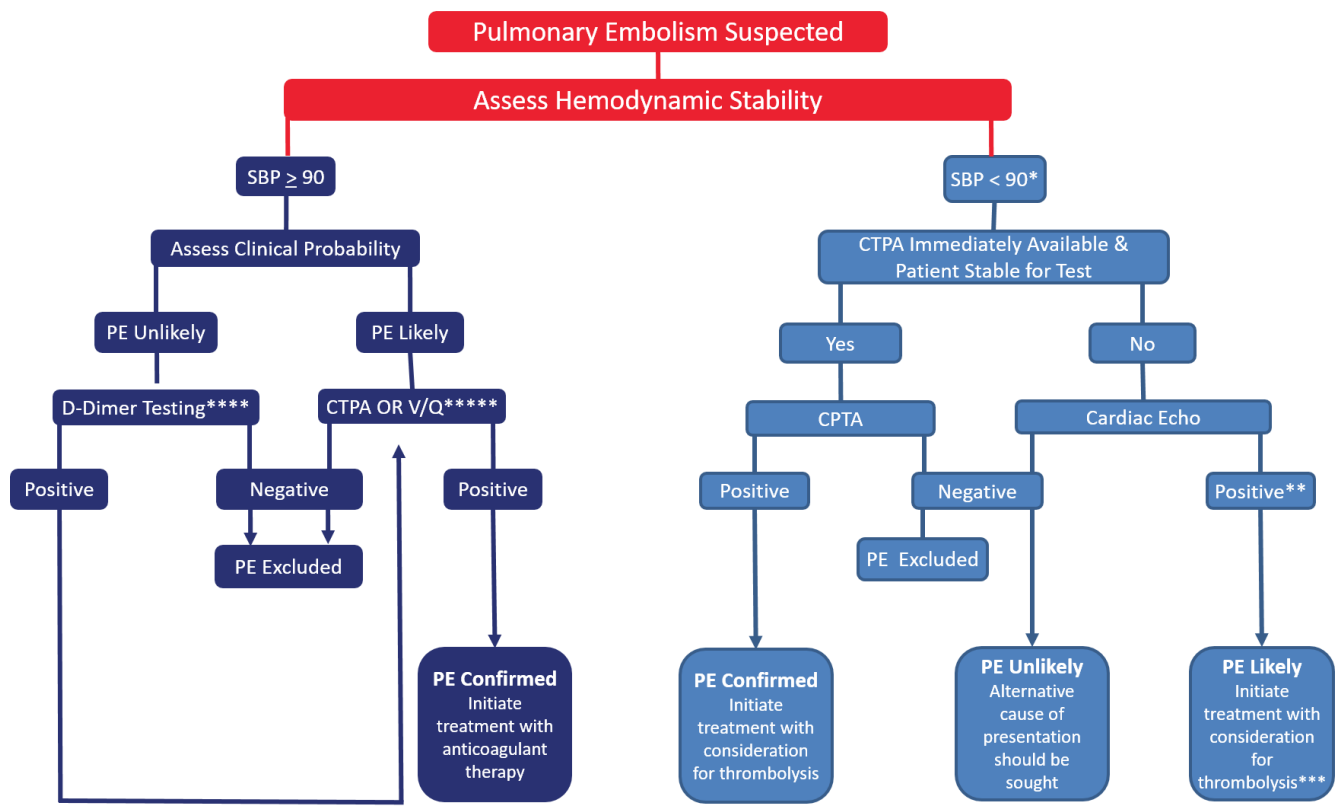 Pulmonary Embolism Suspected
Assess Hemodynamic Stability
SBP ≥ 90
SBP < 90*
Assess Clinical Probability
CTPA Immediately Available &
Patient Stable for Test
PE Unlikely
PE Likely
Yes
No
D-Dimer Testing****
CTPA OR V/Q*****
CPTA
Cardiac Echo
Positive
Negative
Positive
Positive
Negative
Positive**
PE Excluded
PE Excluded
PE Confirmed
Initiate
treatment with
anticoagulant
therapy
PE Confirmed
Initiate
treatment with
consideration
for thrombolysis
PE Unlikely
Alternative
cause of
presentation
should be
sought
PE Likely
Initiate
treatment with
consideration
for
thrombolysis***